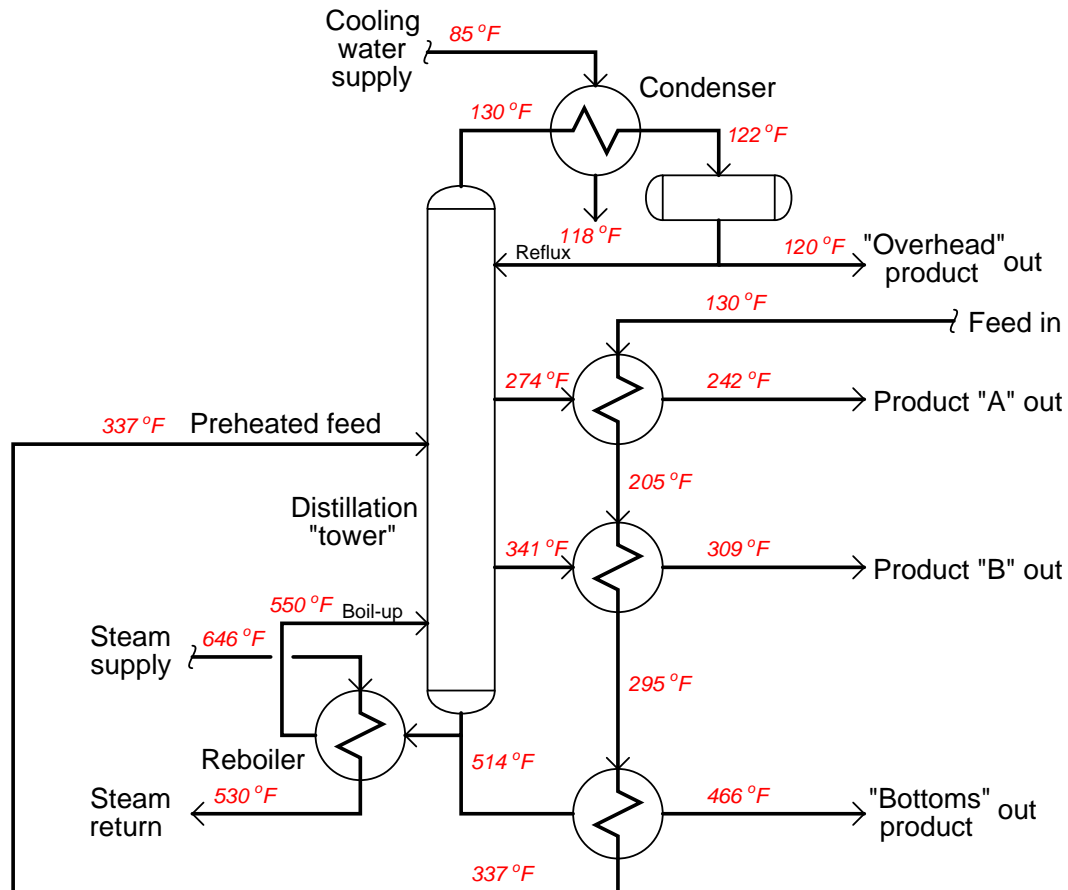 Cooling
water
supply
85 °F
Condenser
130 °F
122 °F
118 °F
Reflux
120 °F
"Overhead"
product
out
130 °F
Feed in
274 °F
242 °F
Product "A" out
337 °F
Preheated feed
205 °F
Distillation
"tower"
341 °F
309 °F
Product "B" out
550 °F
Boil-up
Steam
supply
646 °F
295 °F
Reboiler
514 °F
Steam
return
530 °F
466 °F
"Bottoms"
product
out
337 °F